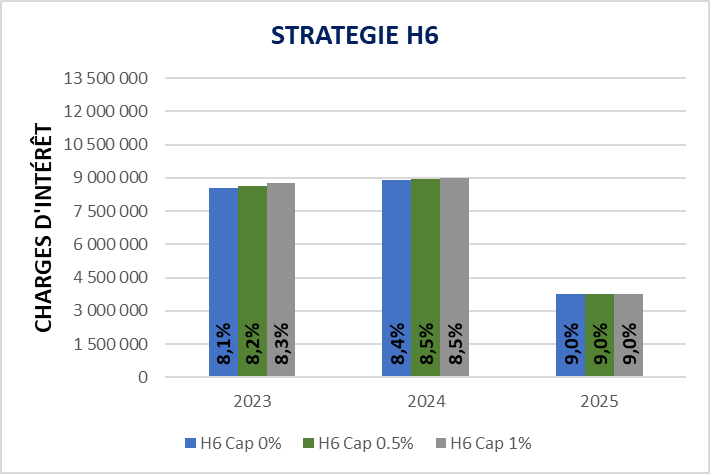 STRATEGIE H6
CHARGES D'INTÉRÊT
13 500 000
12 000 000
10 500 000
9 000 000
7 500 000
6 000 000
4 500 000
3 000 000
1 500 000
0
8,1%
8,2%
8,3%
8,4%
8,5%
8,5%
9,0%
9,0%
9,0%
2023 2024 2025
H6 Cap 0% H6 Cap 0.5% H6 Cap 1%